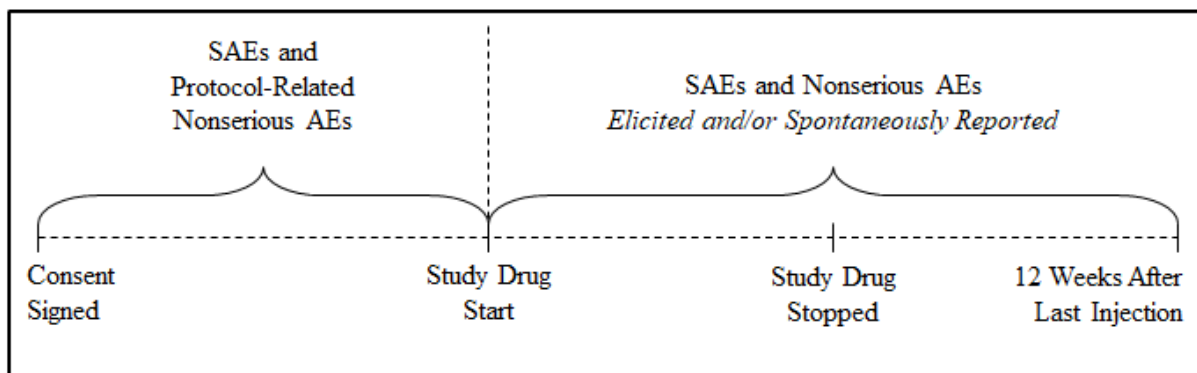 SAEs and
Protocol-Related
Nonserious AEs
SAEs and Nonserious AEs
Elicited and/or Spontaneously Reported
Consent
Signed
Study Drug
Start
Study Drug
Stopped
12 Weeks After
Last Injection